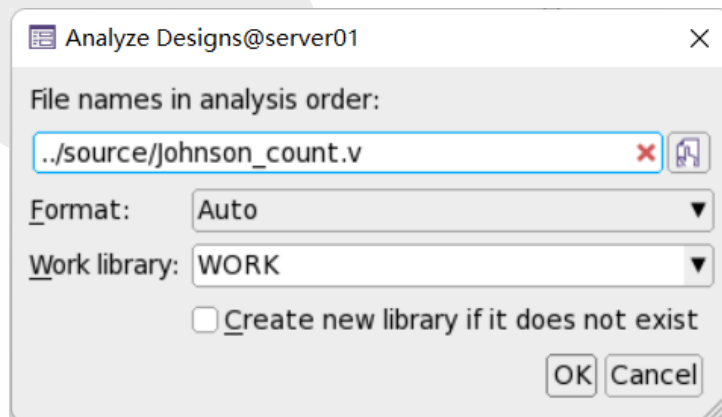 Analyze Designs@server01
File names in analysis order:
../source/Johnson_count.v
Format: Auto
Work library: WORK
Create new library if it does not exist
OK Cancel